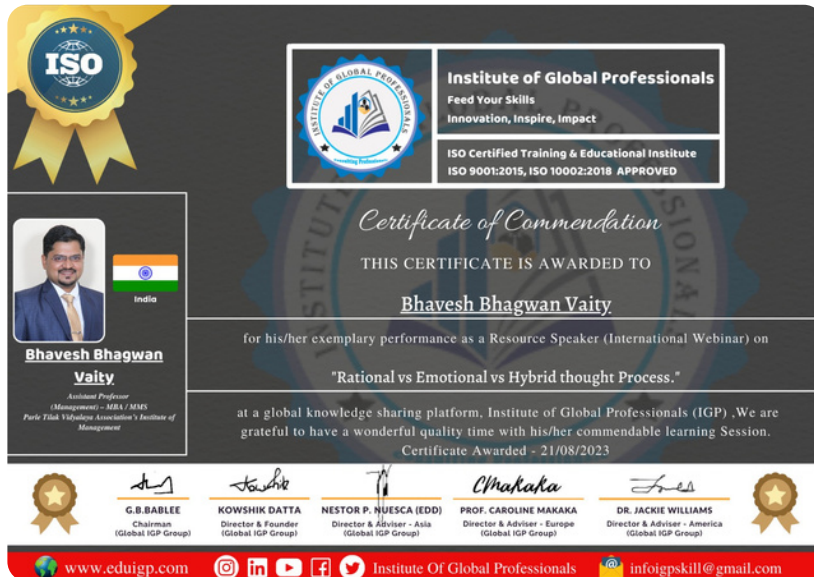 ISO
INSTITUTE OF GLOBAL PROFESSIONALS
Institute of Global Professionals
Feed Your Skills
Innovation, Inspire, Impact
ISO Certified Training & Educational Institute
ISO 9001:2015, ISO 10002:2018 APPROVED
India
Bhavesh Bhagwan
Vaity
Assistant Professor
(Management) – MBA / MMS
Parle Tilak Vidyalaya Association's Institute of
Management
Certificate of Commendation
THIS CERTIFICATE IS AWARDED TO
Bhavesh Bhagwan Vaity
for his/her exemplary performance as a Resource Speaker (International Webinar) on
"Rational vs Emotional vs Hybrid thought Process."
at a global knowledge sharing platform, Institute of Global Professionals (IGP) ,We are
grateful to have a wonderful quality time with his/her commendable learning Session.
Certificate Awarded - 21/08/2023
Kowshik
CMakaka
G.B.BABLEE
Chairman
(Global IGP Group)
KOWSHIK DATTA
Director & Founder
(Global IGP Group)
NESTOR P. NUESCA (EDD)
Director & Adviser - Asia
(Global IGP Group)
PROF. CAROLINE MAKAKA
Director & Adviser - Europe
(Global IGP Group)
DR. JACKIE WILLIAMS
Director & Adviser - America
(Global IGP Group)
www.eduigp.com
Institute Of Global Professionals
infoigpskill@gmail.com